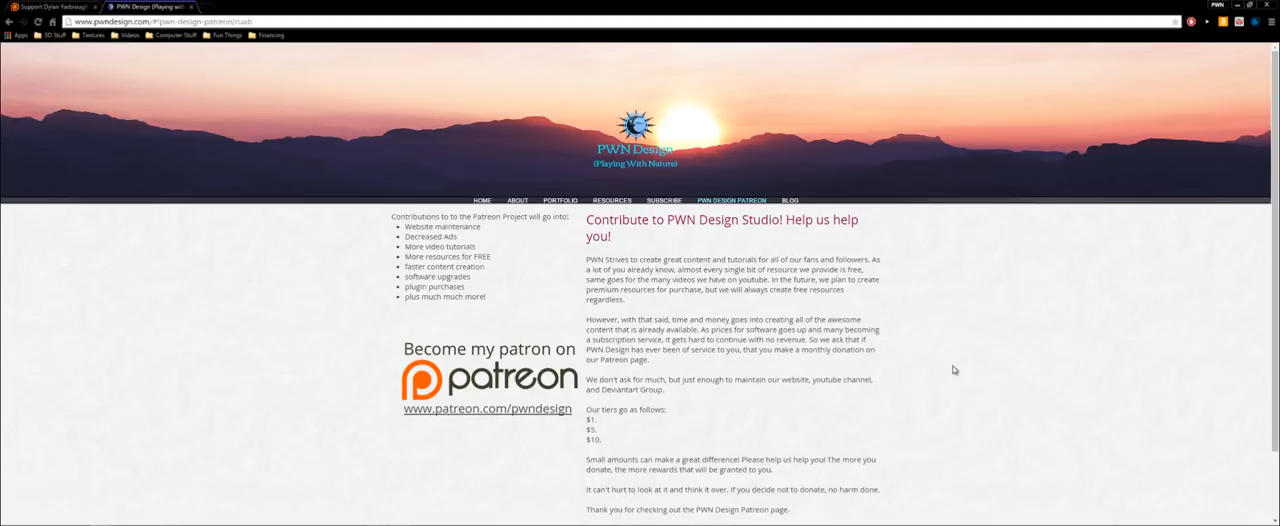 Support Dylan Yarbrough
PWN Design (Playing with
PWN
www.pwndesign.com/#!pwn-design-patreon/cuab
Apps 3D Stuff Textures Videos Computer Stuff Fun Things Financing
PWN Design
(Playing With Nature)
HOME ABOUT PORTFOLIO RESOURCES SUBSCRIBE PWN DESIGN PATREON BLOG
Contributions to to the Patreon Project will go into:
• Website maintenance
• Decreased Ads
• More video tutorials
• More resources for FREE
• faster content creation
• software upgrades
• plugin purchases
• plus much much more!
Become my patron on
patreon
www.patreon.com/pwndesign
Contribute to PWN Design Studio! Help us help
you!
PWN Strives to create great content and tutorials for all of our fans and followers. As
a lot of you already know, almost every single bit of resource we provide is free,
same goes for the many videos we have on youtube. In the future, we plan to create
premium resources for purchase, but we will always create free resources
regardless.
However, with that said, time and money goes into creating all of the awesome
content that is already available. As prices for software goes up and many becoming
a subscription service, it gets hard to continue with no revenue. So we ask that if
PWN Design has ever been of service to you, that you make a monthly donation on
our Patreon page.
We don't ask for much, but just enough to maintain our website, youtube channel,
and Deviantart Group.
Our tiers go as follows:
$1.
$5.
$10.
Small amounts can make a great difference! Please help us help you! The more you
donate, the more rewards that will be granted to you.
It can't hurt to look at it and think it over. If you decide not to donate, no harm done.
Thank you for checking out the PWN Design Patreon page.